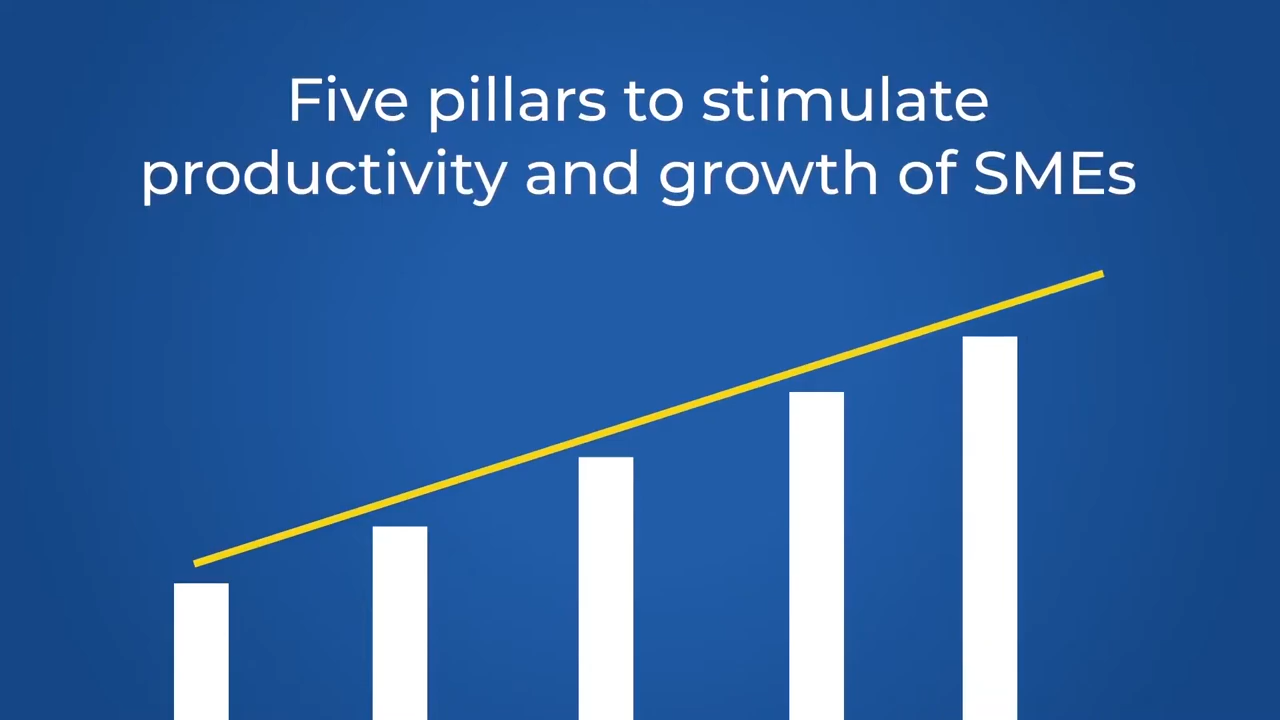 Five pillars to stimulate
productivity and growth of SMEs